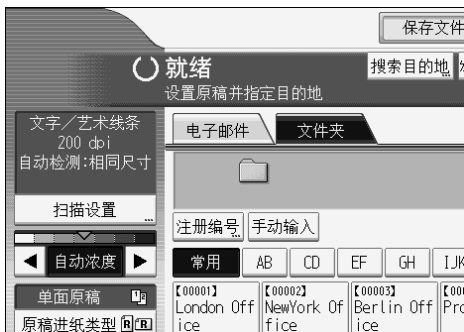 保存文件
就绪
搜索目的地
设置原稿并指定目的地
文字／艺术线条
200 dpi
自动检测:相同尺寸
扫描设置
自动浓度
单面原稿
原稿进纸类型
电子邮件
文件夹
注册编号
手动输入
常用
AB
CD
EF
GH
IJK
【00001】
London Off
ice
【00002】
NewYork Of
fice
【00003】
Berlin Off
ice